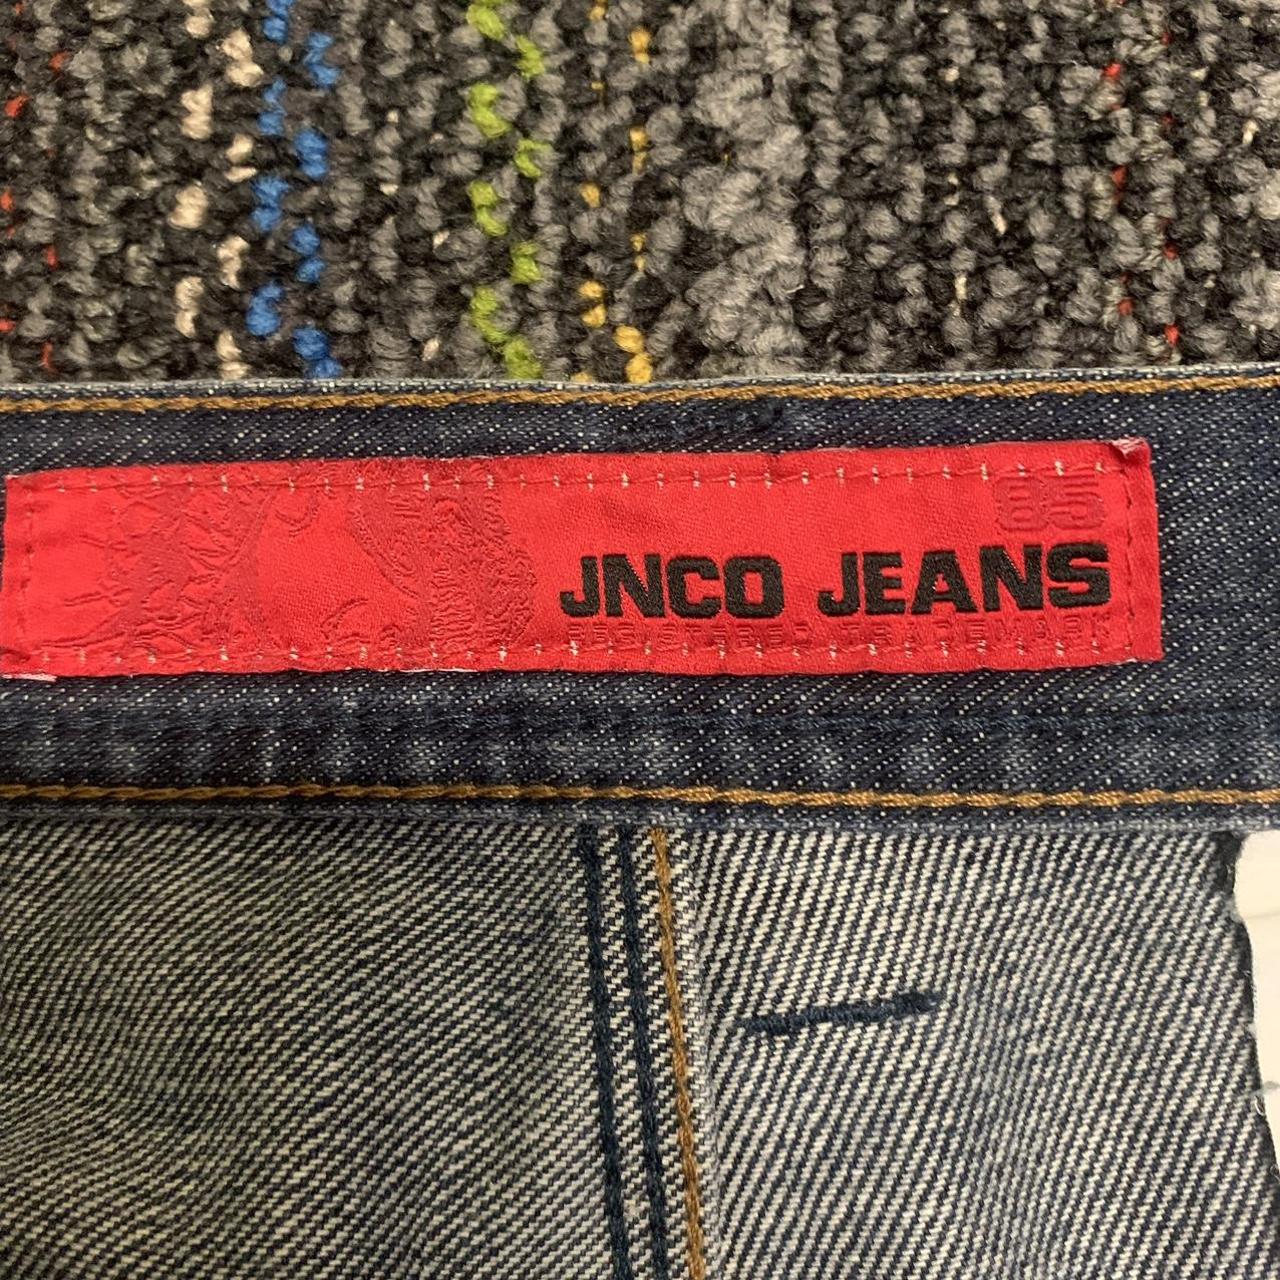 85
JNCO JEANS
REGISTERED TRADEMARK